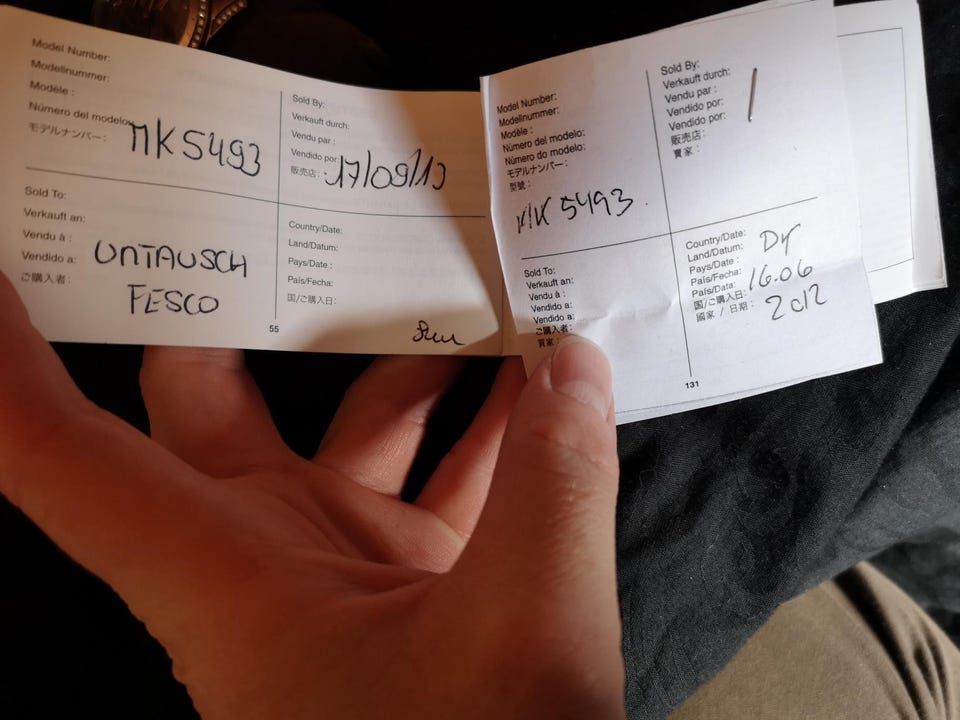 Model Number:
Modellnummer:
Modèle :
Número del modelo:
モデルナンバー:
MK5493
Sold By:
Verkauft durch:
Vendu par :
Vendido por:
販売店:
17/09/13
Sold To:
Verkauft an:
Vendu à :
Vendido a:
ご購入者:
UNTAUSCH
FESCO
Country/Date:
Land/Datum:
Pays/Date :
País/Fecha:
国/ご購入日:
55
Model Number:
Modellnummer:
Modèle :
Número del modelo:
Número do modelo:
モデルナンバー:
型號:
MK 5493.
Sold By:
Verkauft durch:
Vendu par :
Vendido por:
Vendido por:
販売店:
賣家:
Sold To:
Verkauft an:
Vendu à :
Vendido a:
Vendido a:
ご購入者:
買家:
Country/Date:
Land/Datum:
Pays/Date :
País/Fecha:
País/Data:
国/ご購入日:
國家 / 日期:
16.06
2012
131